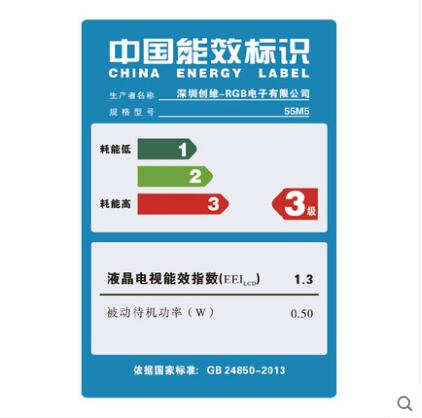 中国能效标识
CHINA ENERGY LABEL
生产者名称 深圳创维-RGB电子有限公司
规格型号 55M5
耗能低 1
2
耗能高 3
3级
液晶电视能效指数(EEILCD) 1.3
被动待机功率（W） 0.50
依据国家标准: GB 24850-2013